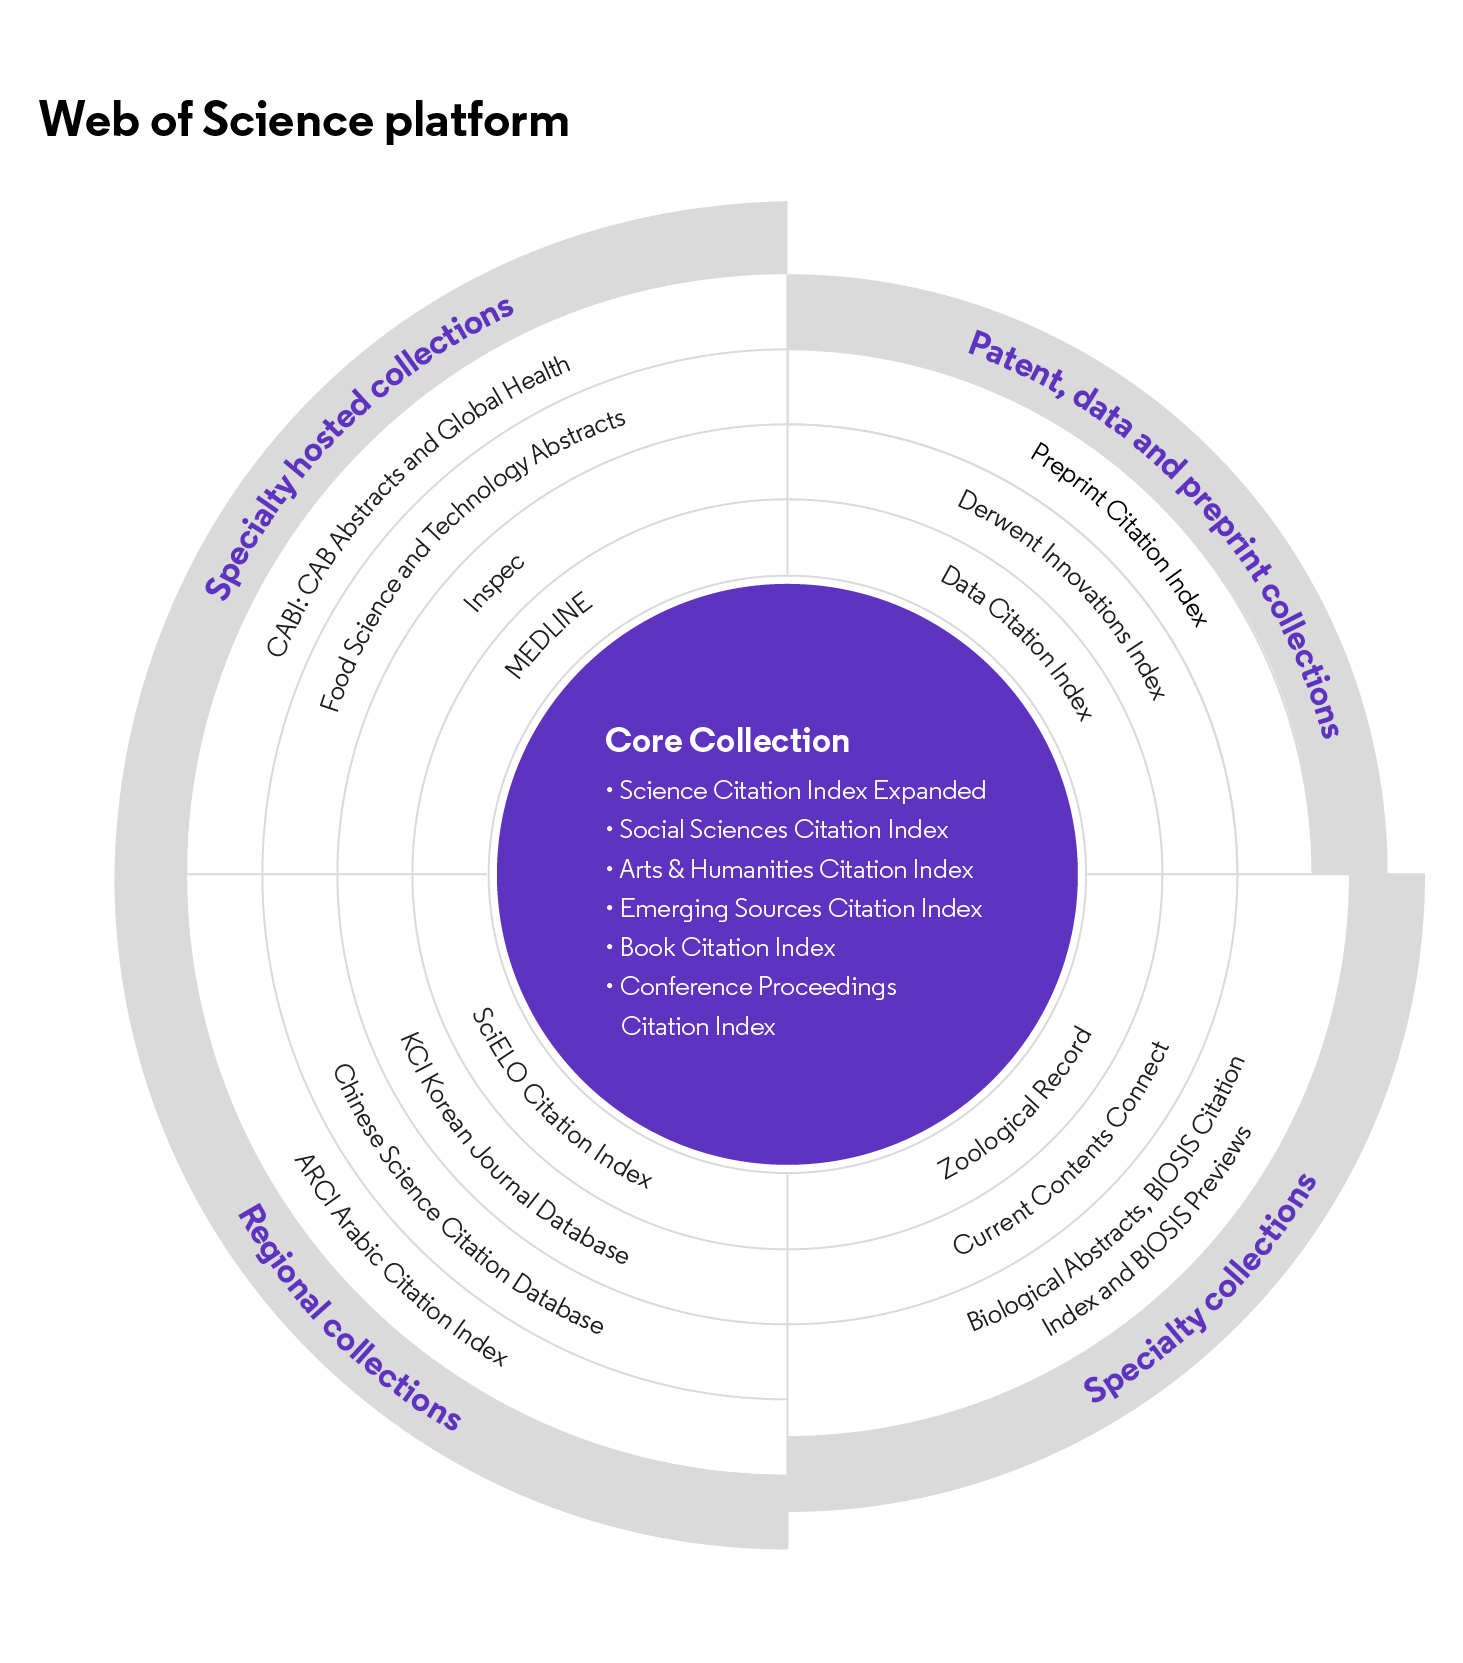 Web of Science platform
Specialty hosted collections
CABI: CAB Abstracts and Global Health
Food Science and Technology Abstracts
Inspec
MEDLINE
Patent, data and preprint collections
Preprint Citation Index
Derwent Innovations Index
Data Citation Index
Core Collection
• Science Citation Index Expanded
• Social Sciences Citation Index
• Arts & Humanities Citation Index
• Emerging Sources Citation Index
• Book Citation Index
• Conference Proceedings
Citation Index
SciELO Citation Index
KCI Korean Journal Database
Chinese Science Citation Database
ARCI Arabic Citation Index
Regional collections
Zoological Record
Current Contents Connect
Biological Abstracts, BIOSIS Citation
Index and BIOSIS Previews
Specialty collections